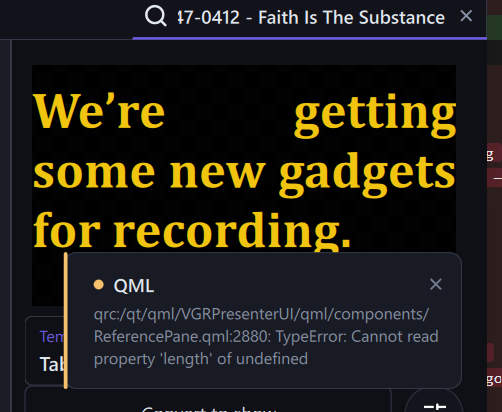 47-0412 - Faith Is The Substance
We're getting
some new gadgets
for recording.
QML
qrc:/qt/qml/VGRPresenterUI/qml/components/
ReferencePane.qml:2880: TypeError: Cannot read
property 'length' of undefined